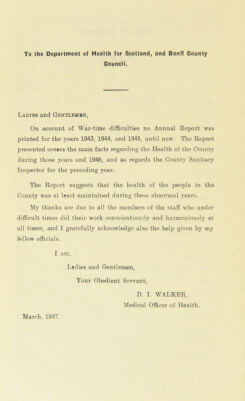 To the Department of Health for Scotland, and Banff County
Council.
LADIES and GENTLEMEN,
On account of War-time difficulties no Annual Report was
printed for the years 1943, 1944, and 1945, until now. The Report
presented covers the main facts regarding the Health of the County
during those years and 1946, and as regards the County Sanitary
Inspector for the preceding year.
The Report suggests that the health of the people in the
County was at least maintained during these abnormal years.
My thanks are due to all the members of the staff who under
difficult times did their work conscientiously and harmoniously at
all times, and I gratefully acknowledge also the help given by my
fellow officials.
I am,
Ladies and Gentlemen,
Your Obedient Servant,
D. I. WALKER,
Medical Officer of Health.
March, 1947.